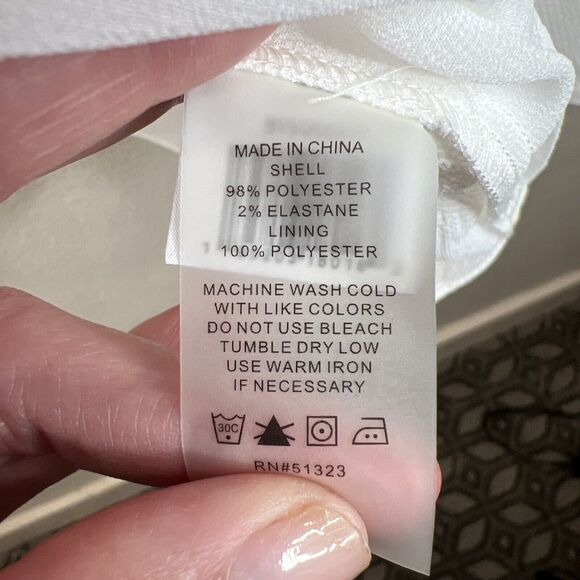 MADE IN CHINA
SHELL
98% POLYESTER
2% ELASTANE
LINING
100% POLYESTER
MACHINE WASH COLD
WITH LIKE COLORS
DO NOT USE BLEACH
TUMBLE DRY LOW
USE WARM IRON
IF NECESSARY
30C
RN#51323